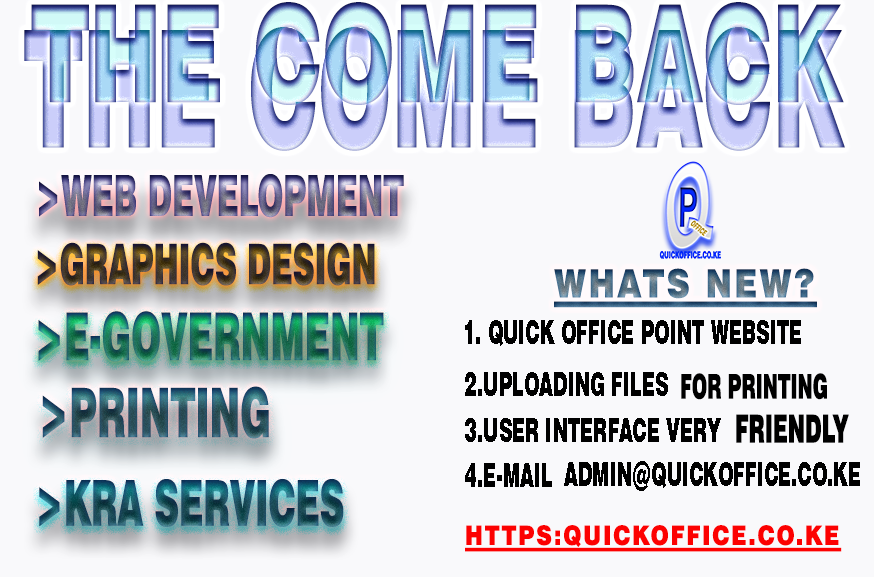 THE COME BACK
>WEB DEVELOPMENT
>GRAPHICS DESIGN
>E-GOVERNMENT
>PRINTING
>KRA SERVICES
P
OFFICE
QUICKOFFICE.CO.KE
WHATS NEW?
1. QUICK OFFICE POINT WEBSITE
2.UPLOADING FILES FOR PRINTING
3.USER INTERFACE VERY FRIENDLY
4.E-MAIL ADMIN@QUICKOFFICE.CO.KE
HTTPS:QUICKOFFICE.CO.KE